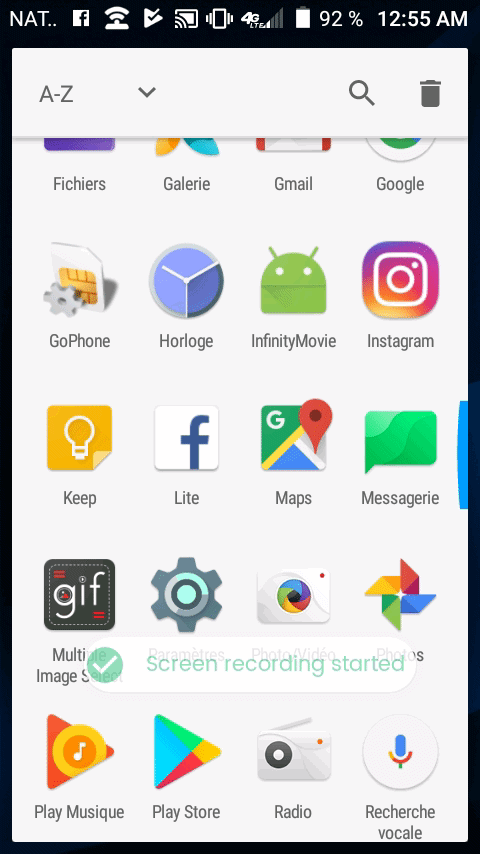 NAT.. 4G LTE 92 % 12:55 AM
A-Z
Fichiers Galerie Gmail Google
GoPhone Horloge InfinityMovie Instagram
G
Keep Lite Maps Messagerie
gif
Multiple Paramètres Photo/Vidéo Photos
Image Select
Screen recording started
Play Musique Play Store Radio Recherche
vocale